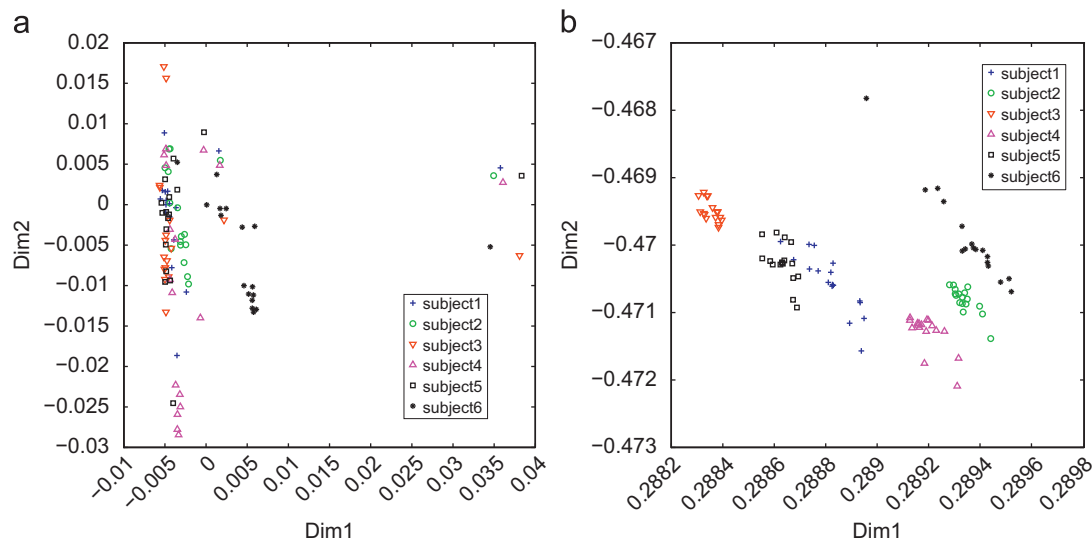 a
0.02
0.015
0.01
0.005
0
−0.005
−0.01
−0.015
−0.02
−0.025
−0.03
Dim2
−0.01
−0.005
0
0.005
0.01
0.015
0.02
0.025
0.03
0.035
0.04
Dim1
subject1
subject2
subject3
subject4
subject5
subject6
b
−0.467
−0.468
−0.469
−0.47
−0.471
−0.472
−0.473
Dim2
0.2882
0.2884
0.2886
0.2888
0.289
0.2892
0.2894
0.2896
0.2898
Dim1
subject1
subject2
subject3
subject4
subject5
subject6